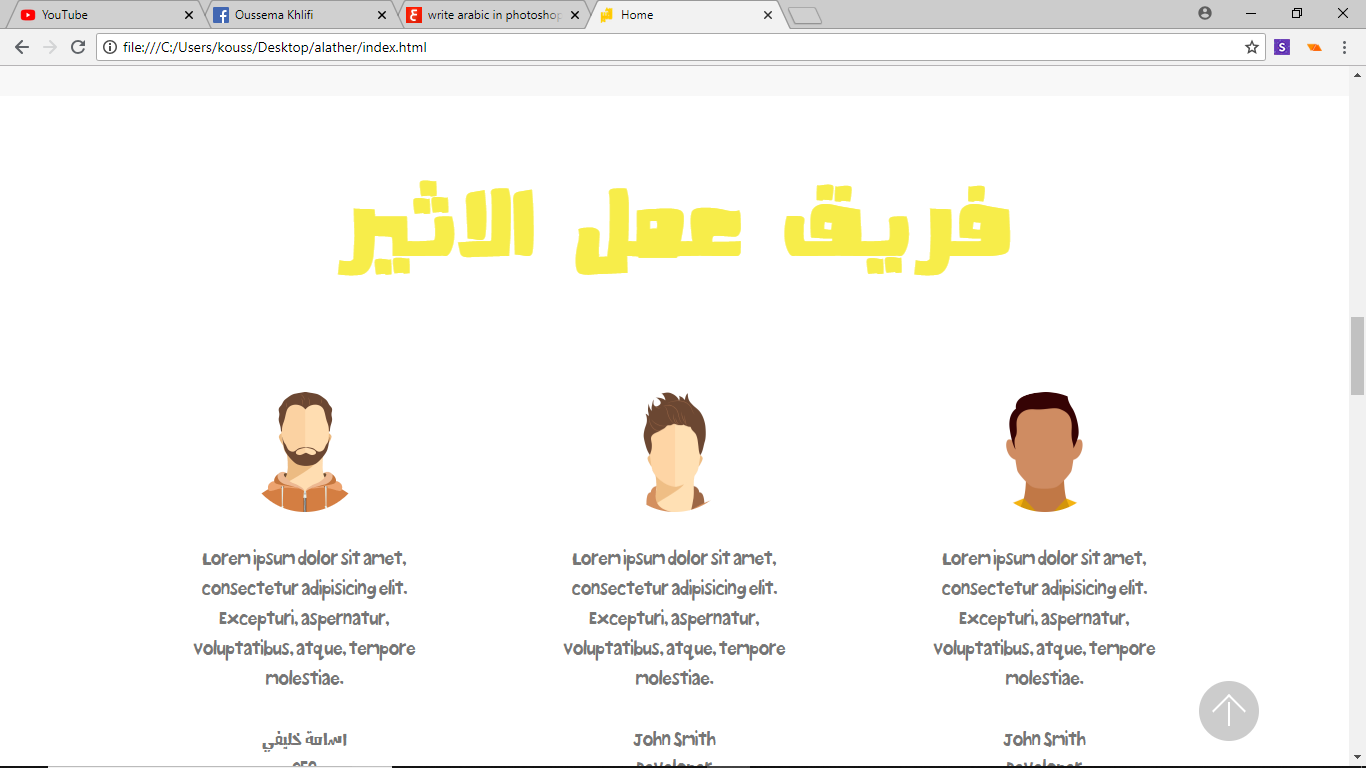 YouTube
Oussema Khlifi
write arabic in photoshop
Home
file:///C:/Users/kouss/Desktop/alather/index.html
S
فريق عمل الاثير
Lorem ipsum dolor sit amet,
consectetur adipisicing elit.
Excepturi, aspernatur,
voluptatibus, atque, tempore
molestiae.
اسامة خليفي
CEO
Lorem ipsum dolor sit amet,
consectetur adipisicing elit.
Excepturi, aspernatur,
voluptatibus, atque, tempore
molestiae.
John Smith
Developer
Lorem ipsum dolor sit amet,
consectetur adipisicing elit.
Excepturi, aspernatur,
voluptatibus, atque, tempore
molestiae.
John Smith
Developer